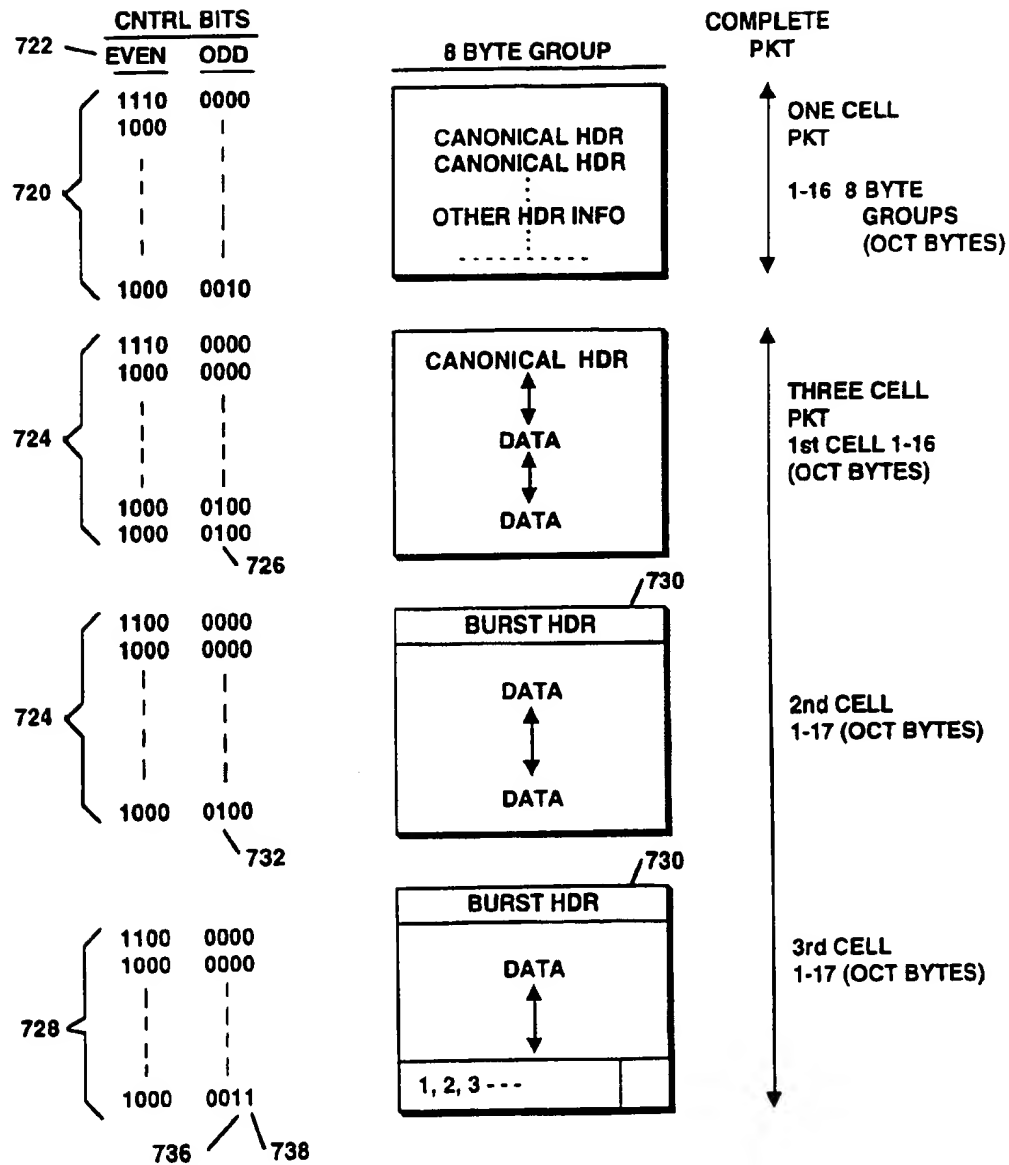 CNTRL BITS
722 EVEN ODD
8 BYTE GROUP
COMPLETE
PKT
720
1110 0000
1000
1000 0010
CANONICAL HDR
CANONICAL HDR
OTHER HDR INFO
ONE CELL
PKT
1-16 8 BYTE
GROUPS
(OCT BYTES)
724
1110 0000
1000 0000
1000 0100
1000 0100
726
CANONICAL HDR
DATA
DATA
THREE CELL
PKT
1st CELL 1-16
(OCT BYTES)
724
1100 0000
1000 0000
1000 0100
732
730
BURST HDR
DATA
DATA
2nd CELL
1-17 (OCT BYTES)
728
1100 0000
1000 0000
1000 0011
736 738
730
BURST HDR
DATA
1, 2, 3 - - -
3rd CELL
1-17 (OCT BYTES)